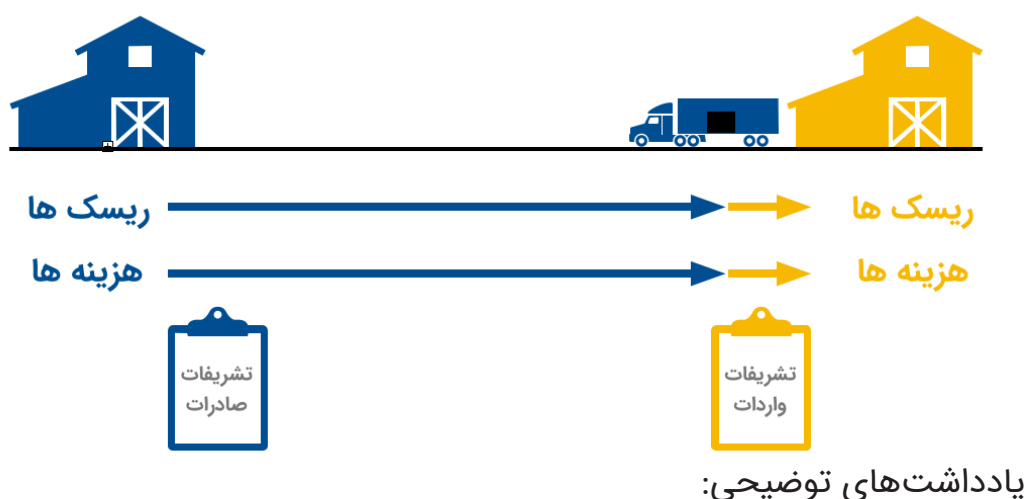 ریسک ها
ریسک ها
هزینه ها
هزینه ها
تشریفات
واردات
تشریفات
صادرات
یادداشت‌های توضیحی: